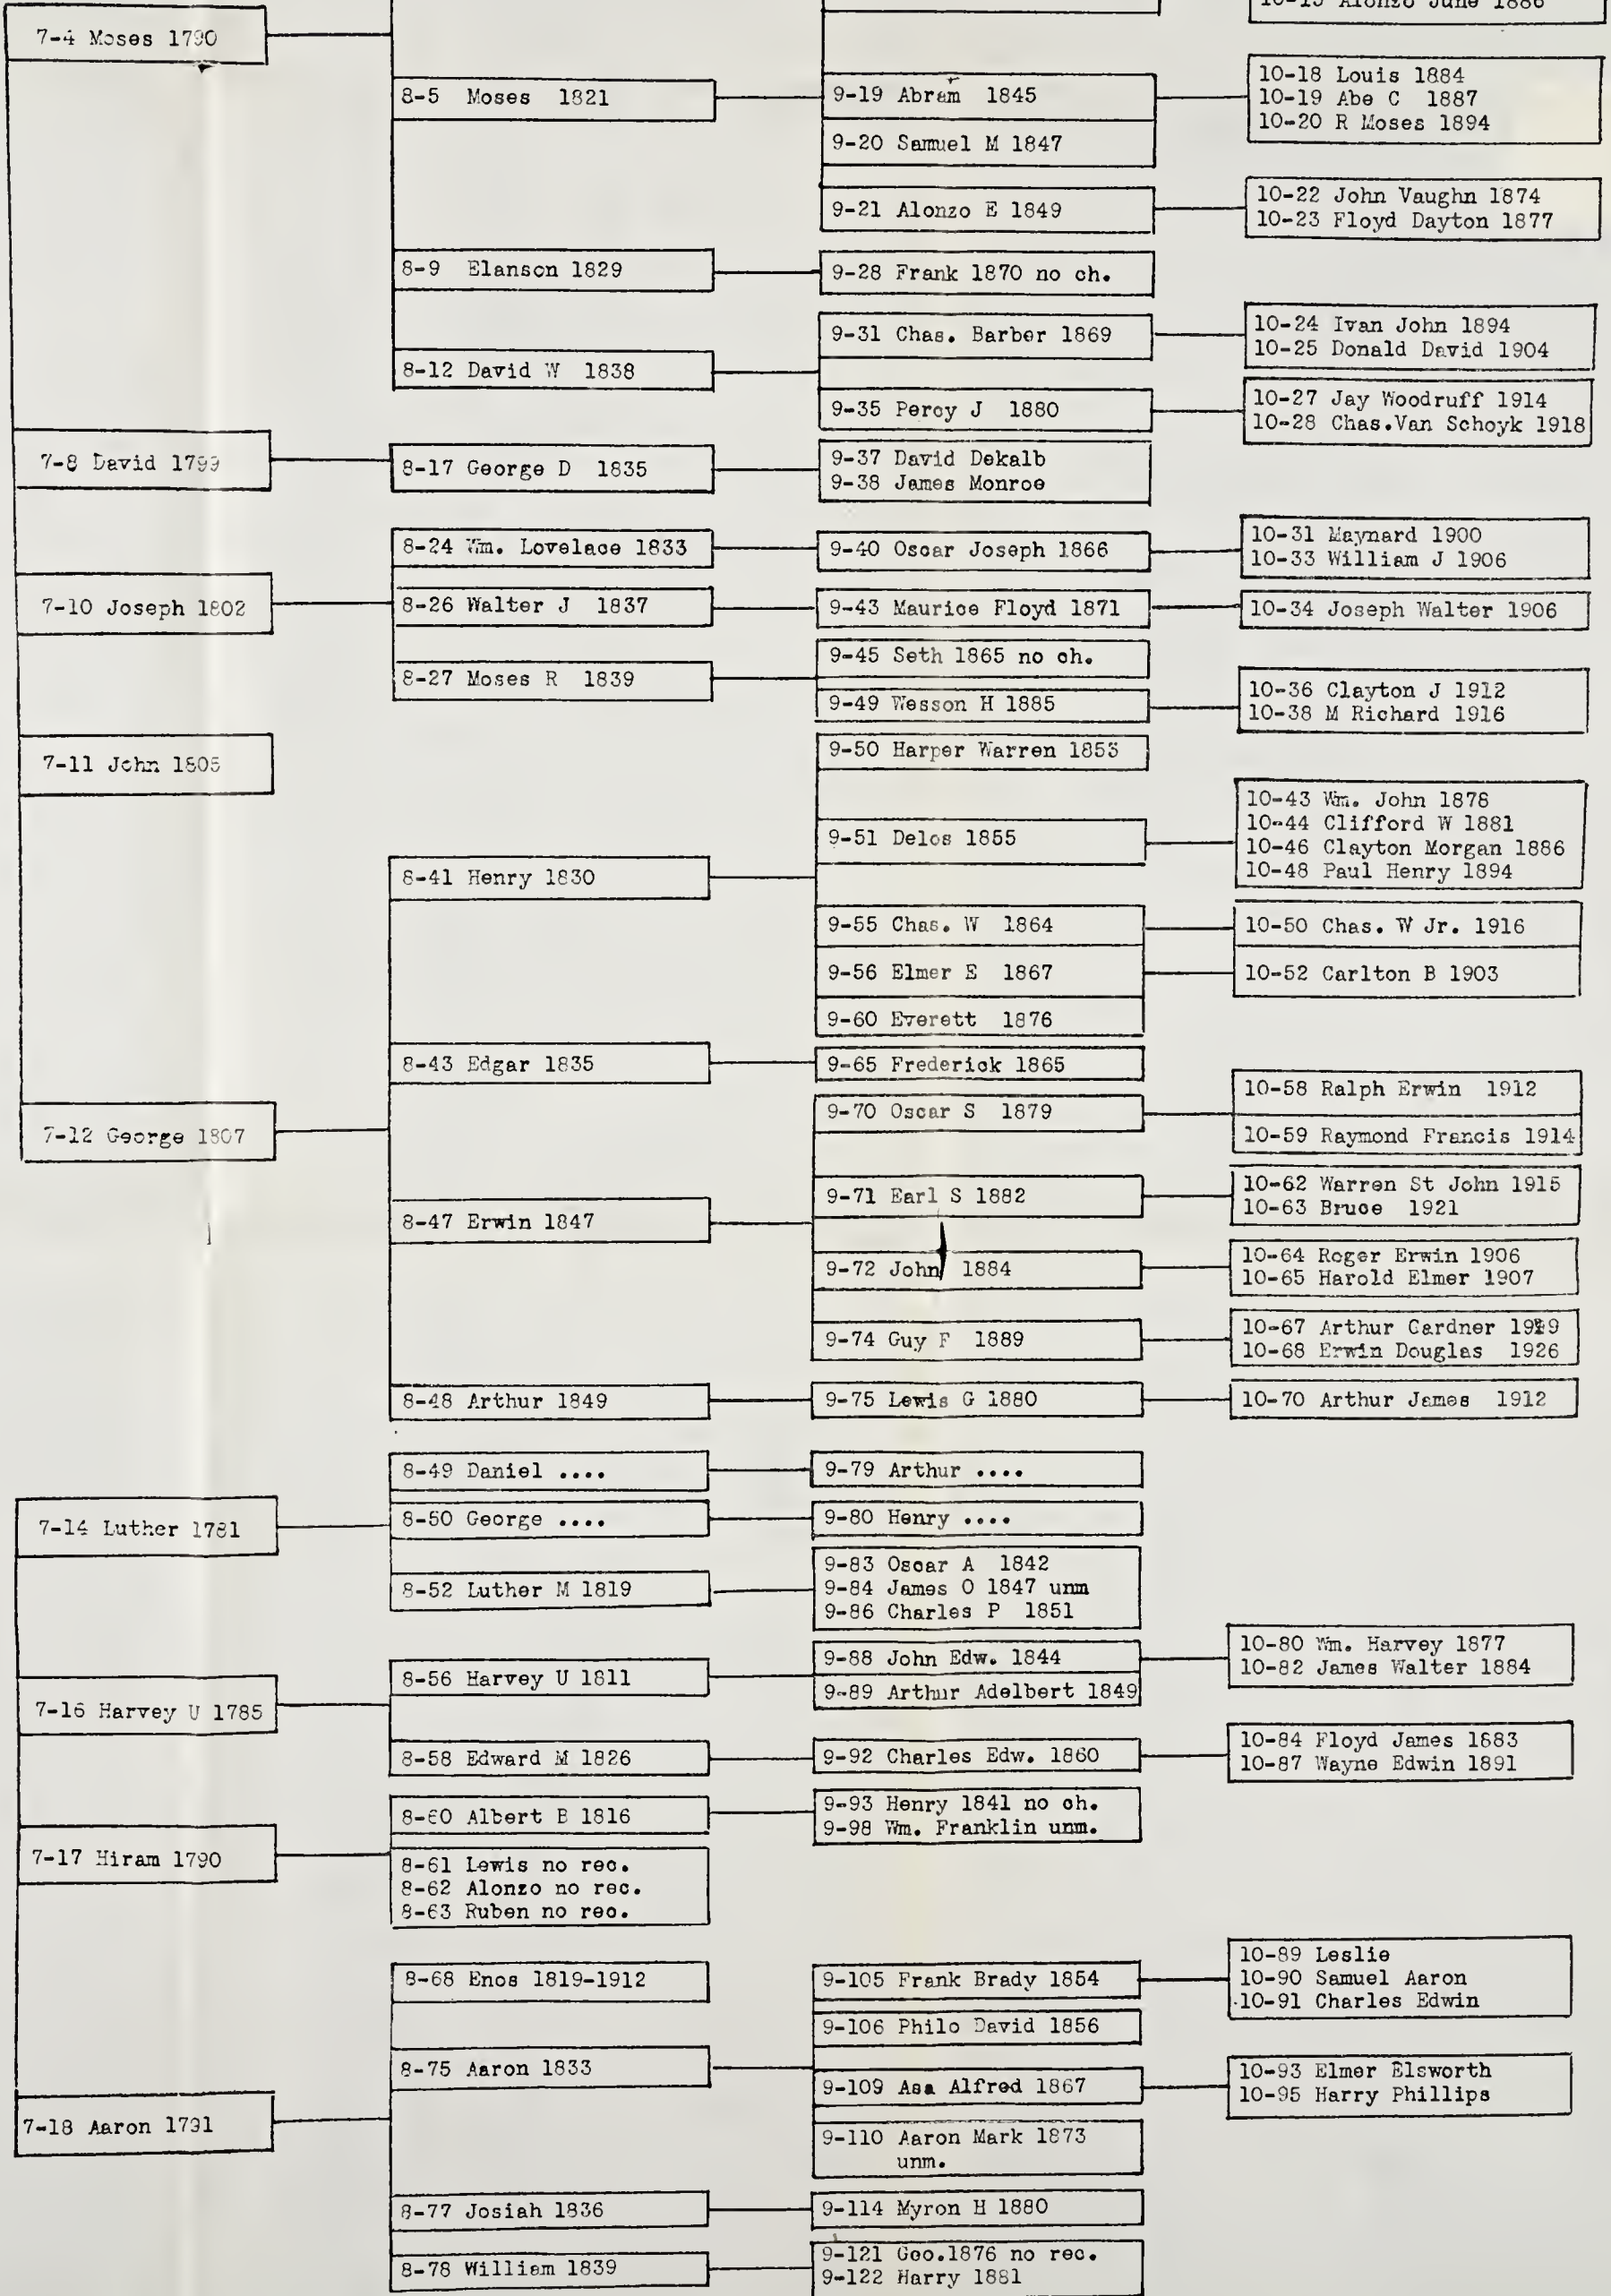 10-15 Alonzo June 1886
7-4 Moses 1790
8-5 Moses 1821
9-19 Abram 1845
10-18 Louis 1884
10-19 Abe C 1887
10-20 R Moses 1894
9-20 Samuel M 1847
9-21 Alonzo E 1849
10-22 John Vaughn 1874
10-23 Floyd Dayton 1877
8-9 Elanson 1829
9-28 Frank 1870 no ch.
8-12 David W 1838
9-31 Chas. Barber 1869
10-24 Ivan John 1894
10-25 Donald David 1904
9-35 Percy J 1880
10-27 Jay Woodruff 1914
10-28 Chas.Van Schoyk 1918
7-8 David 1799
8-17 George D 1835
9-37 David Dekalb
9-38 James Monroe
7-10 Joseph 1802
8-24 Wm. Lovelace 1833
9-40 Oscar Joseph 1866
10-31 Maynard 1900
10-33 William J 1906
8-26 Walter J 1837
9-43 Maurice Floyd 1871
10-34 Joseph Walter 1906
8-27 Moses R 1839
9-45 Seth 1865 no ch.
9-49 Wesson H 1885
10-36 Clayton J 1912
10-38 M Richard 1916
7-11 John 1805
7-12 George 1807
8-41 Henry 1830
9-50 Harper Warren 1853
9-51 Delos 1855
10-43 Wm. John 1878
10-44 Clifford W 1881
10-46 Clayton Morgan 1886
10-48 Paul Henry 1894
9-55 Chas. W 1864
10-50 Chas. W Jr. 1916
9-56 Elmer E 1867
10-52 Carlton B 1903
9-60 Everett 1876
8-43 Edgar 1835
9-65 Frederick 1865
8-47 Erwin 1847
9-70 Oscar S 1879
10-58 Ralph Erwin 1912
10-59 Raymond Francis 1914
9-71 Earl S 1882
10-62 Warren St John 1915
10-63 Bruce 1921
9-72 John 1884
10-64 Roger Erwin 1906
10-65 Harold Elmer 1907
9-74 Guy F 1889
10-67 Arthur Gardner
10-68 Erwin Douglas 1926
8-48 Arthur 1849
9-75 Lewis G 1880
10-70 Arthur James 1912
7-14 Luther 1781
8-49 Daniel ....
9-79 Arthur ....
8-50 George ....
9-80 Henry ....
8-52 Luther M 1819
9-83 Oscar A 1842
9-84 James O 1847 unm
9-86 Charles P 1851
7-16 Harvey U 1785
8-56 Harvey U 1811
9-88 John Edw. 1844
10-80 Wm. Harvey 1877
10-82 James Walter 1884
9-89 Arthur Adelbert 1849
8-58 Edward M 1826
9-92 Charles Edw. 1860
10-84 Floyd James 1883
10-87 Wayne Edwin 1891
7-17 Hiram 1790
8-60 Albert B 1816
9-93 Henry 1841 no ch.
9-98 Wm. Franklin unm.
8-61 Lewis no rec.
8-62 Alonzo no rec.
8-63 Ruben no rec.
7-18 Aaron 1791
8-68 Enos 1819-1912
8-75 Aaron 1833
9-105 Frank Brady 1854
10-89 Leslie
10-90 Samuel Aaron
10-91 Charles Edwin
9-106 Philo David 1856
9-109 Asa Alfred 1867
10-93 Elmer Elsworth
10-95 Harry Phillips
9-110 Aaron Mark 1873
unm.
8-77 Josiah 1836
9-114 Myron H 1880
8-78 William 1839
9-121 Geo.1876 no rec.
9-122 Harry 1881